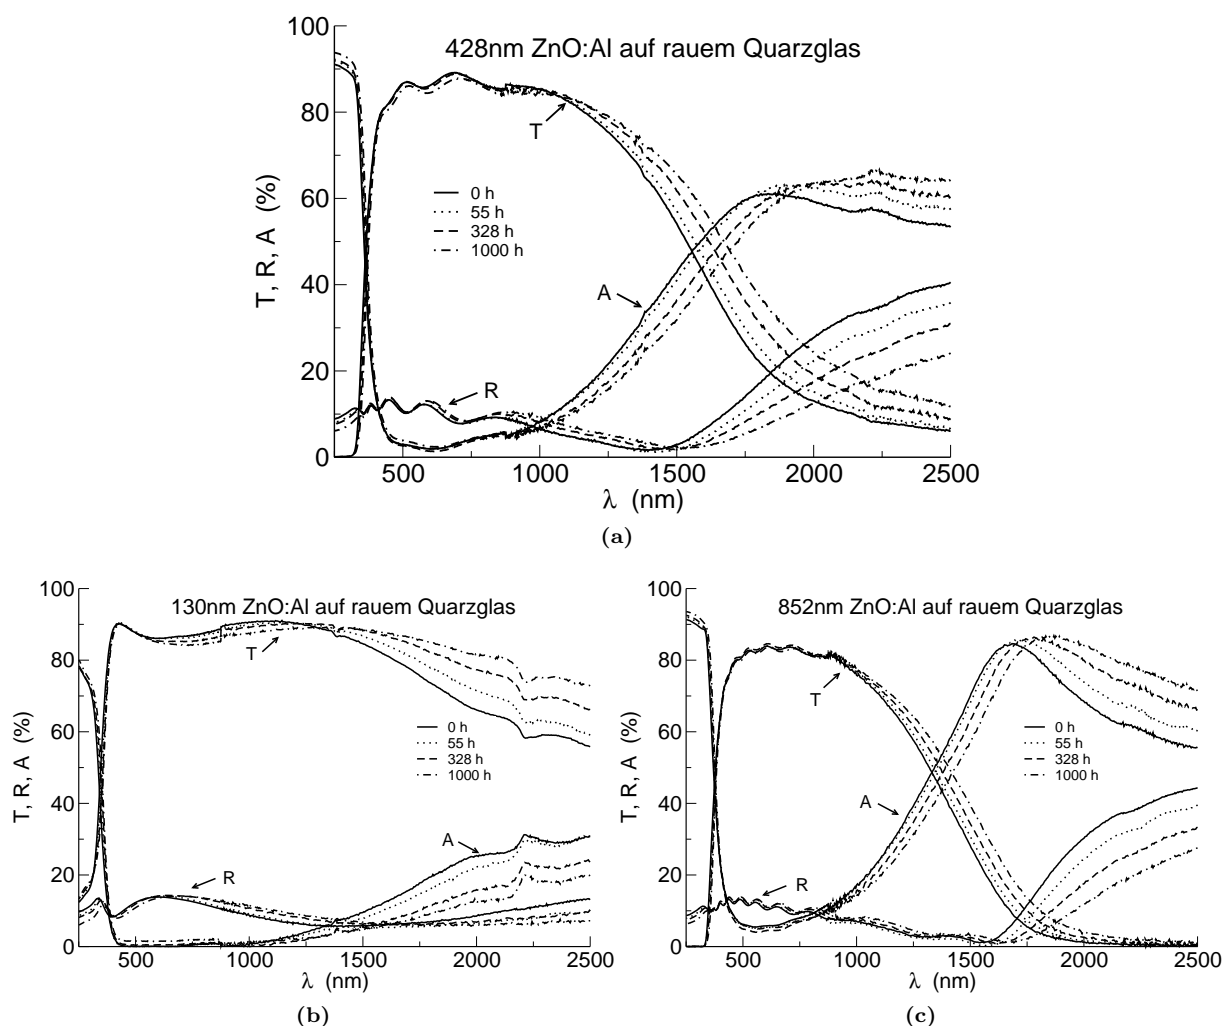 428nm ZnO:Al auf rauem Quarzglas
100
80
60
40
20
0
T, R, A (%)
T
A
R
0 h
55 h
328 h
1000 h
500
1000
1500
2000
2500
λ (nm)
(a)
130nm ZnO:Al auf rauem Quarzglas
100
80
60
40
20
0
T, R, A (%)
T
0 h
55 h
328 h
1000 h
A
R
500
1000
1500
2000
2500
λ (nm)
(b)
852nm ZnO:Al auf rauem Quarzglas
100
80
60
40
20
0
T, R, A (%)
T
0 h
55 h
328 h
1000 h
A
R
500
1000
1500
2000
2500
λ (nm)
(c)